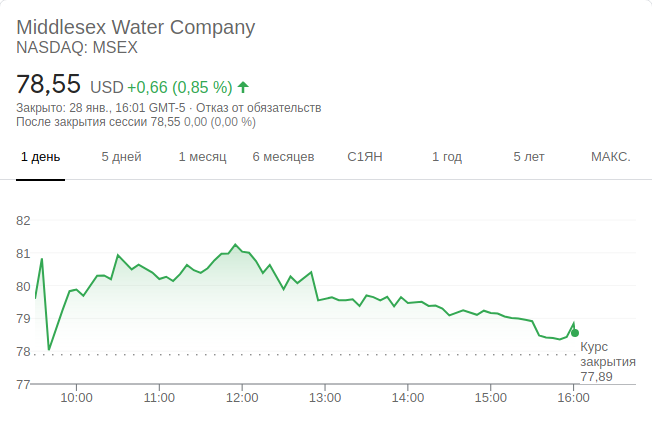 Middlesex Water Company
NASDAQ: MSEX
78,55 USD +0,66 (0,85 %)
Закрыто: 28 янв., 16:01 GMT-5 · Отказ от обязательств
После закрытия сессии 78,55 0,00 (0,00 %)
1 день 5 дней 1 месяц 6 месяцев С1ЯН 1 год 5 лет МАКС.
82
81
80
79
78
77
Курс
закрытия
77,89
10:00 11:00 12:00 13:00 14:00 15:00 16:00